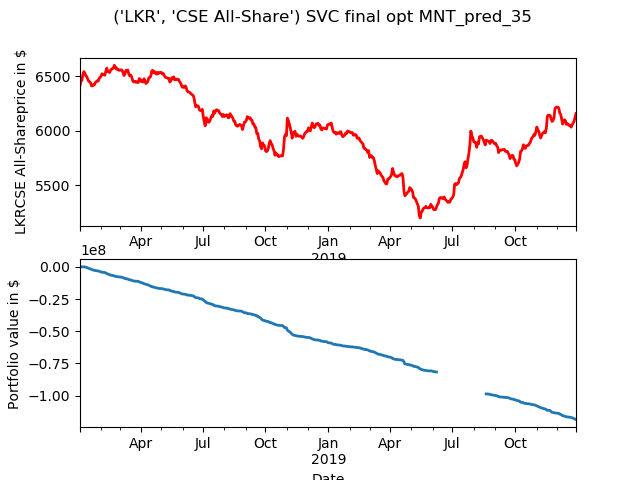 ('LKR', 'CSE All-Share') SVC final opt MNT_pred_35
LKRCSE All-Shareprice in $
6500
6000
5500
Apr Jul Oct Jan Apr Jul Oct
2019
1e8
Portfolio value in $
0.00
−0.25
−0.50
−0.75
−1.00
Apr Jul Oct Jan Apr Jul Oct
2019
Date